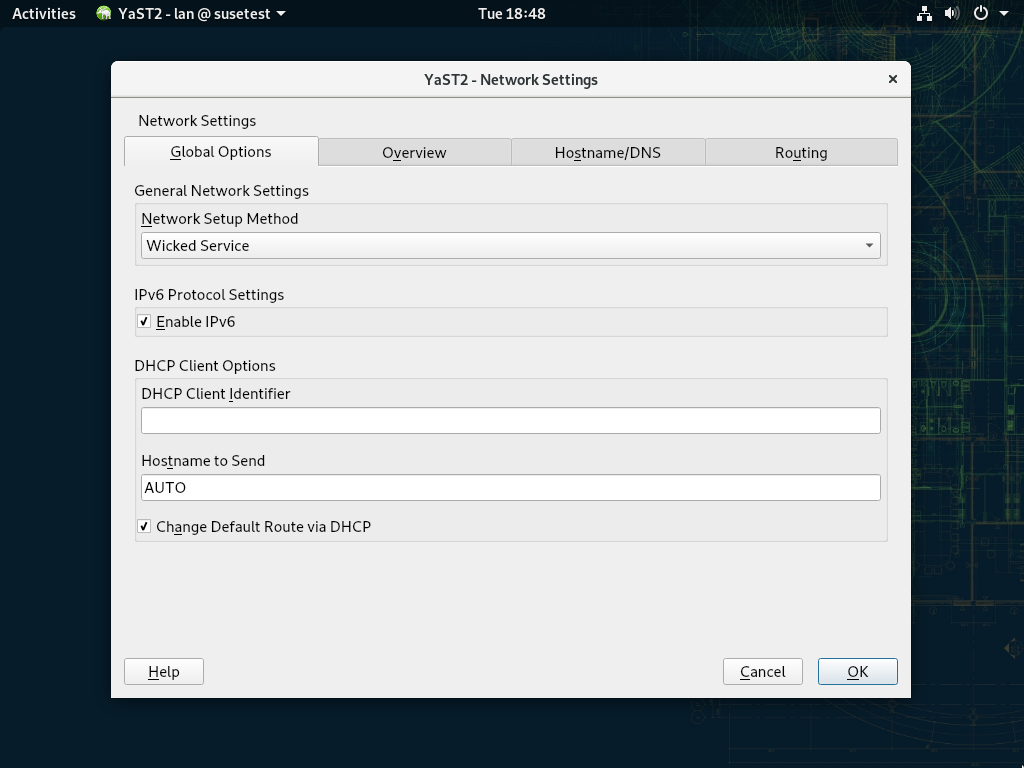 Activities YaST2 - lan @ susetest Tue 18:48
YaST2 - Network Settings
Network Settings
Global Options Overview Hostname/DNS Routing
General Network Settings
Network Setup Method
Wicked Service
IPv6 Protocol Settings
Enable IPv6
DHCP Client Options
DHCP Client Identifier
Hostname to Send
AUTO
Change Default Route via DHCP
Help Cancel OK